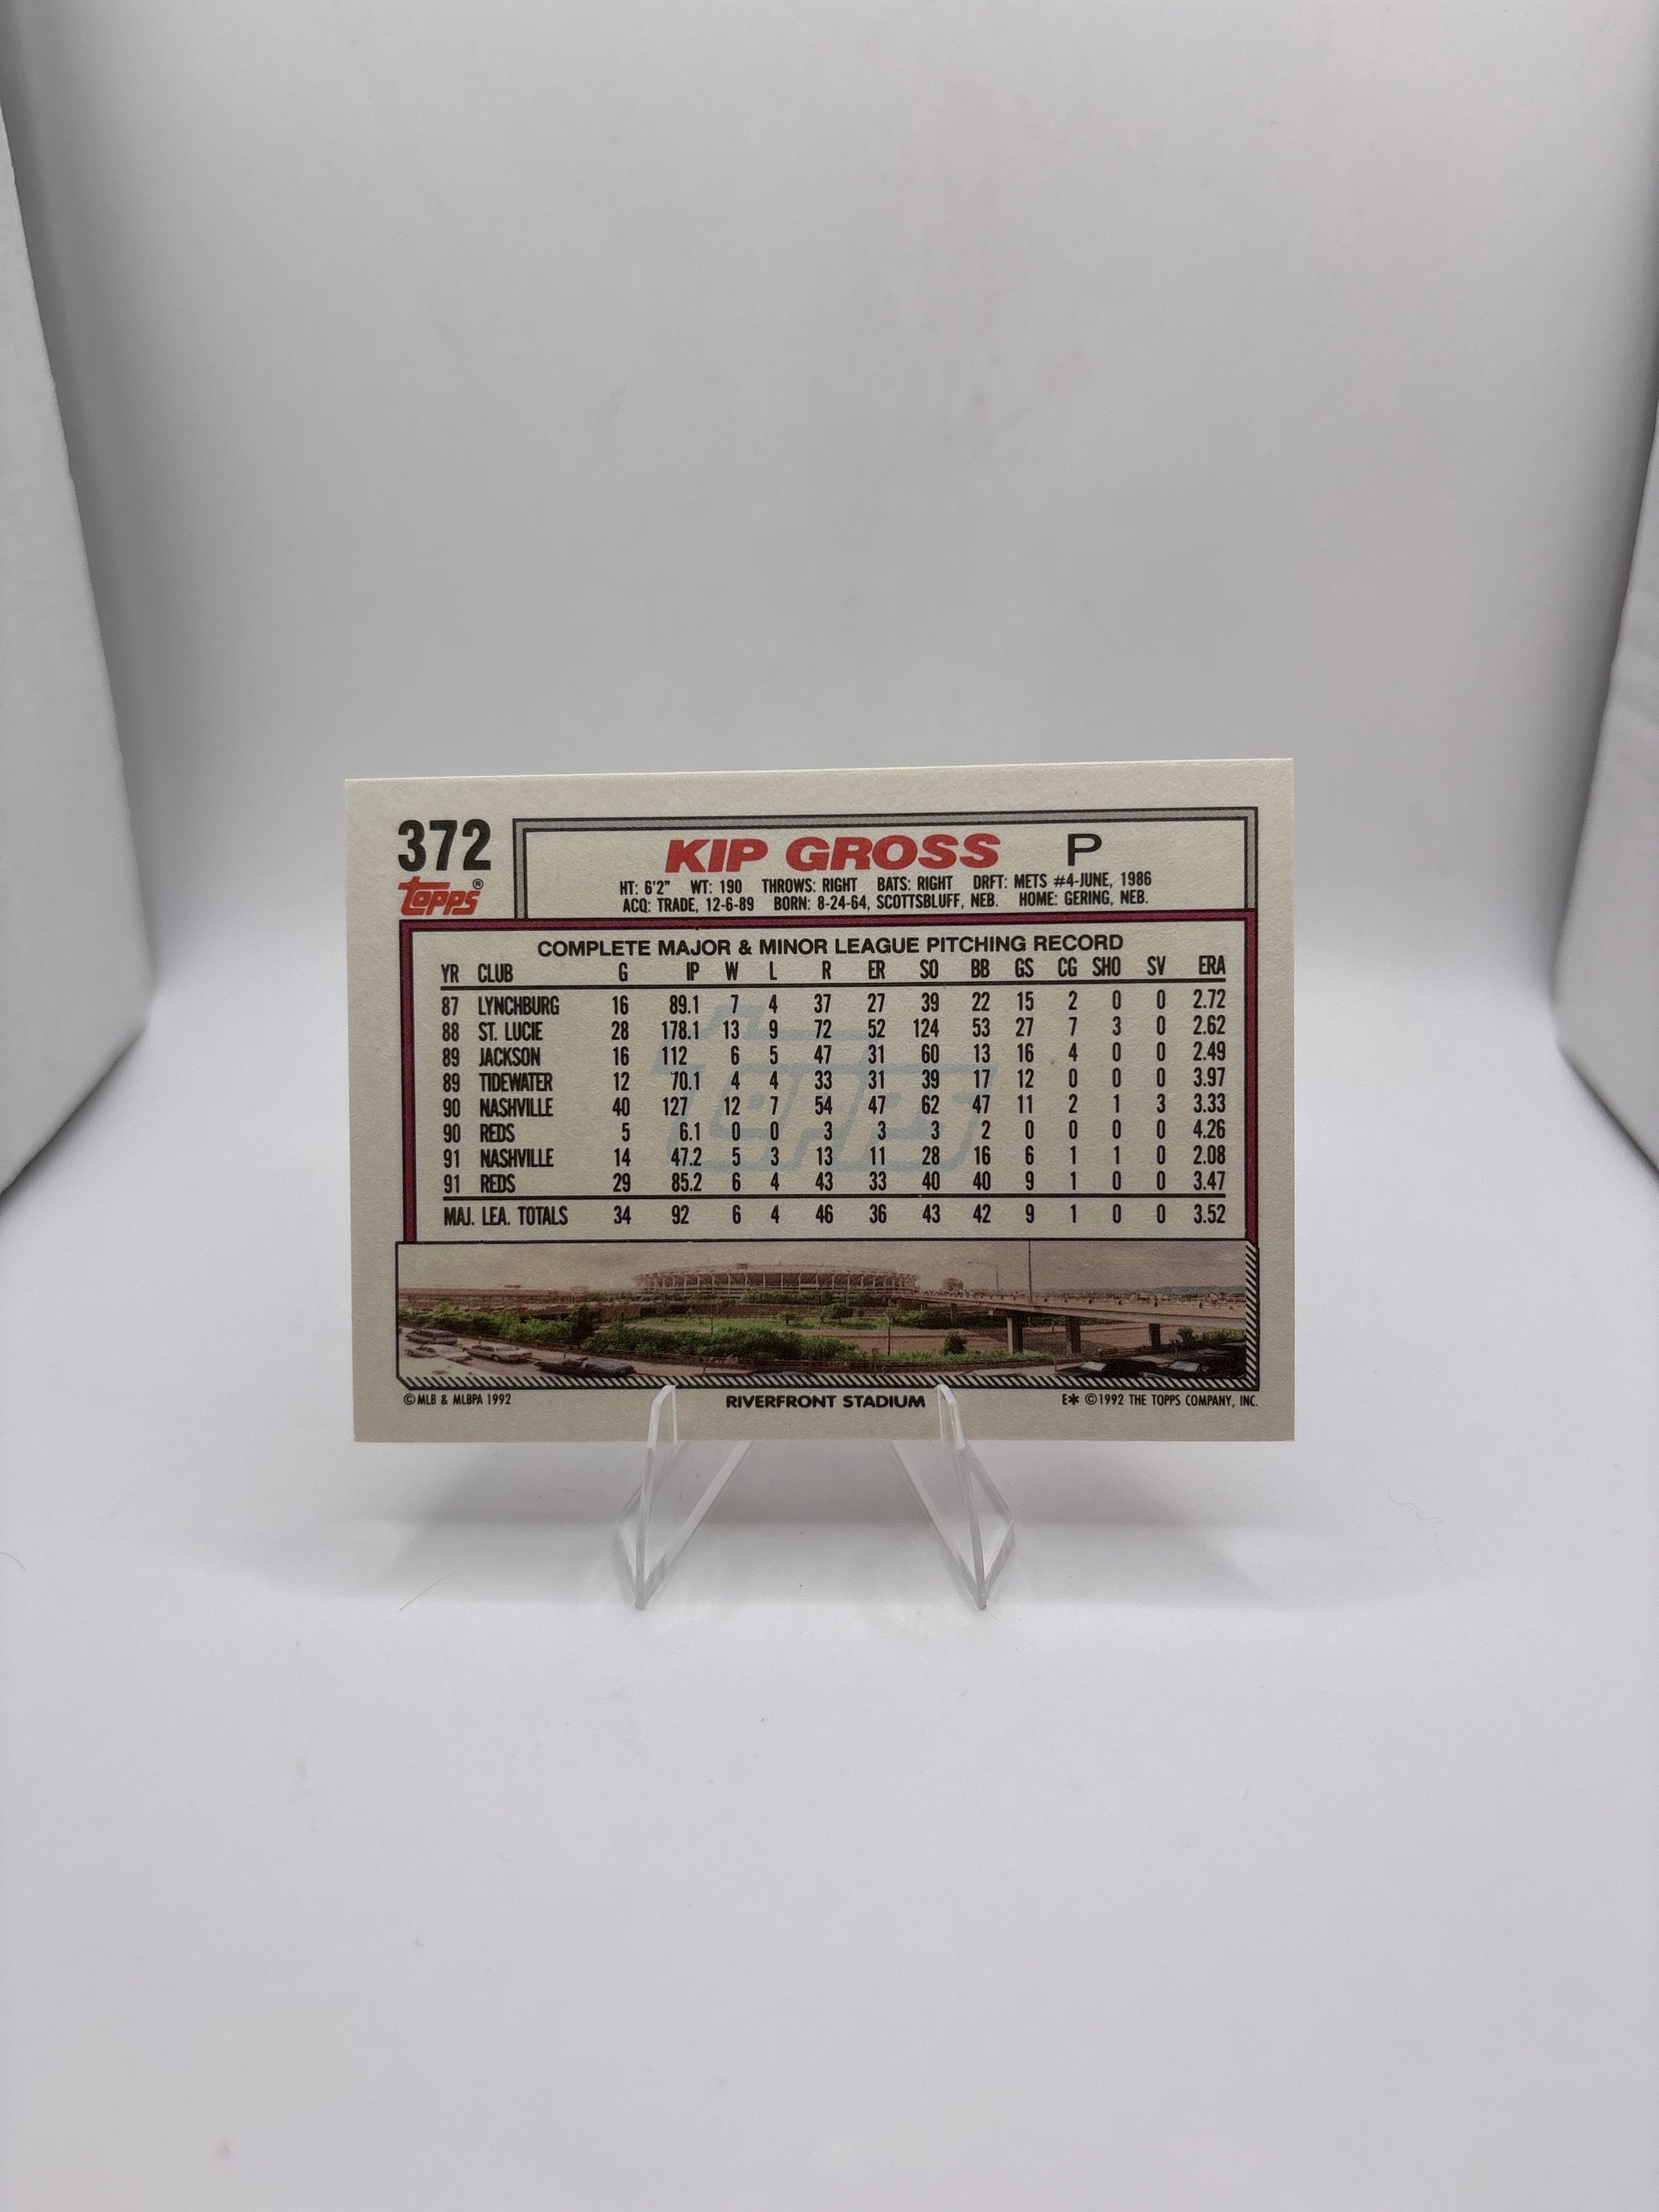 372
KIP GROSS P
topps®
HT: 6'2" WT: 190 THROWS: RIGHT BATS: RIGHT DRFT: METS #4-JUNE, 1986
ACQ: TRADE, 12-6-89 BORN: 8-24-64, SCOTTSBLUFF, NEB. HOME: GERING, NEB.
COMPLETE MAJOR & MINOR LEAGUE PITCHING RECORD
YR CLUB G IP W L R ER SO BB GS CG SHO SV ERA
87 LYNCHBURG 16 89.1 7 4 37 27 39 22 15 2 0 0 2.72
88 ST. LUCIE 28 178.1 13 9 72 52 124 53 27 7 3 0 2.62
89 JACKSON 16 112 6 5 47 31 60 13 16 4 0 0 2.49
89 TIDEWATER 12 70.1 4 4 33 31 39 17 12 0 0 0 3.97
90 NASHVILLE 40 127 12 7 54 47 62 47 11 2 1 3 3.33
90 REDS 5 6.1 0 0 3 3 3 2 0 0 0 0 4.26
91 NASHVILLE 14 47.2 5 3 13 11 28 16 6 1 1 0 2.08
91 REDS 29 85.2 6 4 43 33 40 40 9 1 0 0 3.47
MAJ. LEA. TOTALS 34 92 6 4 46 36 43 42 9 1 0 0 3.52
topps
© MLB & MLBPA 1992 RIVERFRONT STADIUM E* © 1992 THE TOPPS COMPANY, INC.